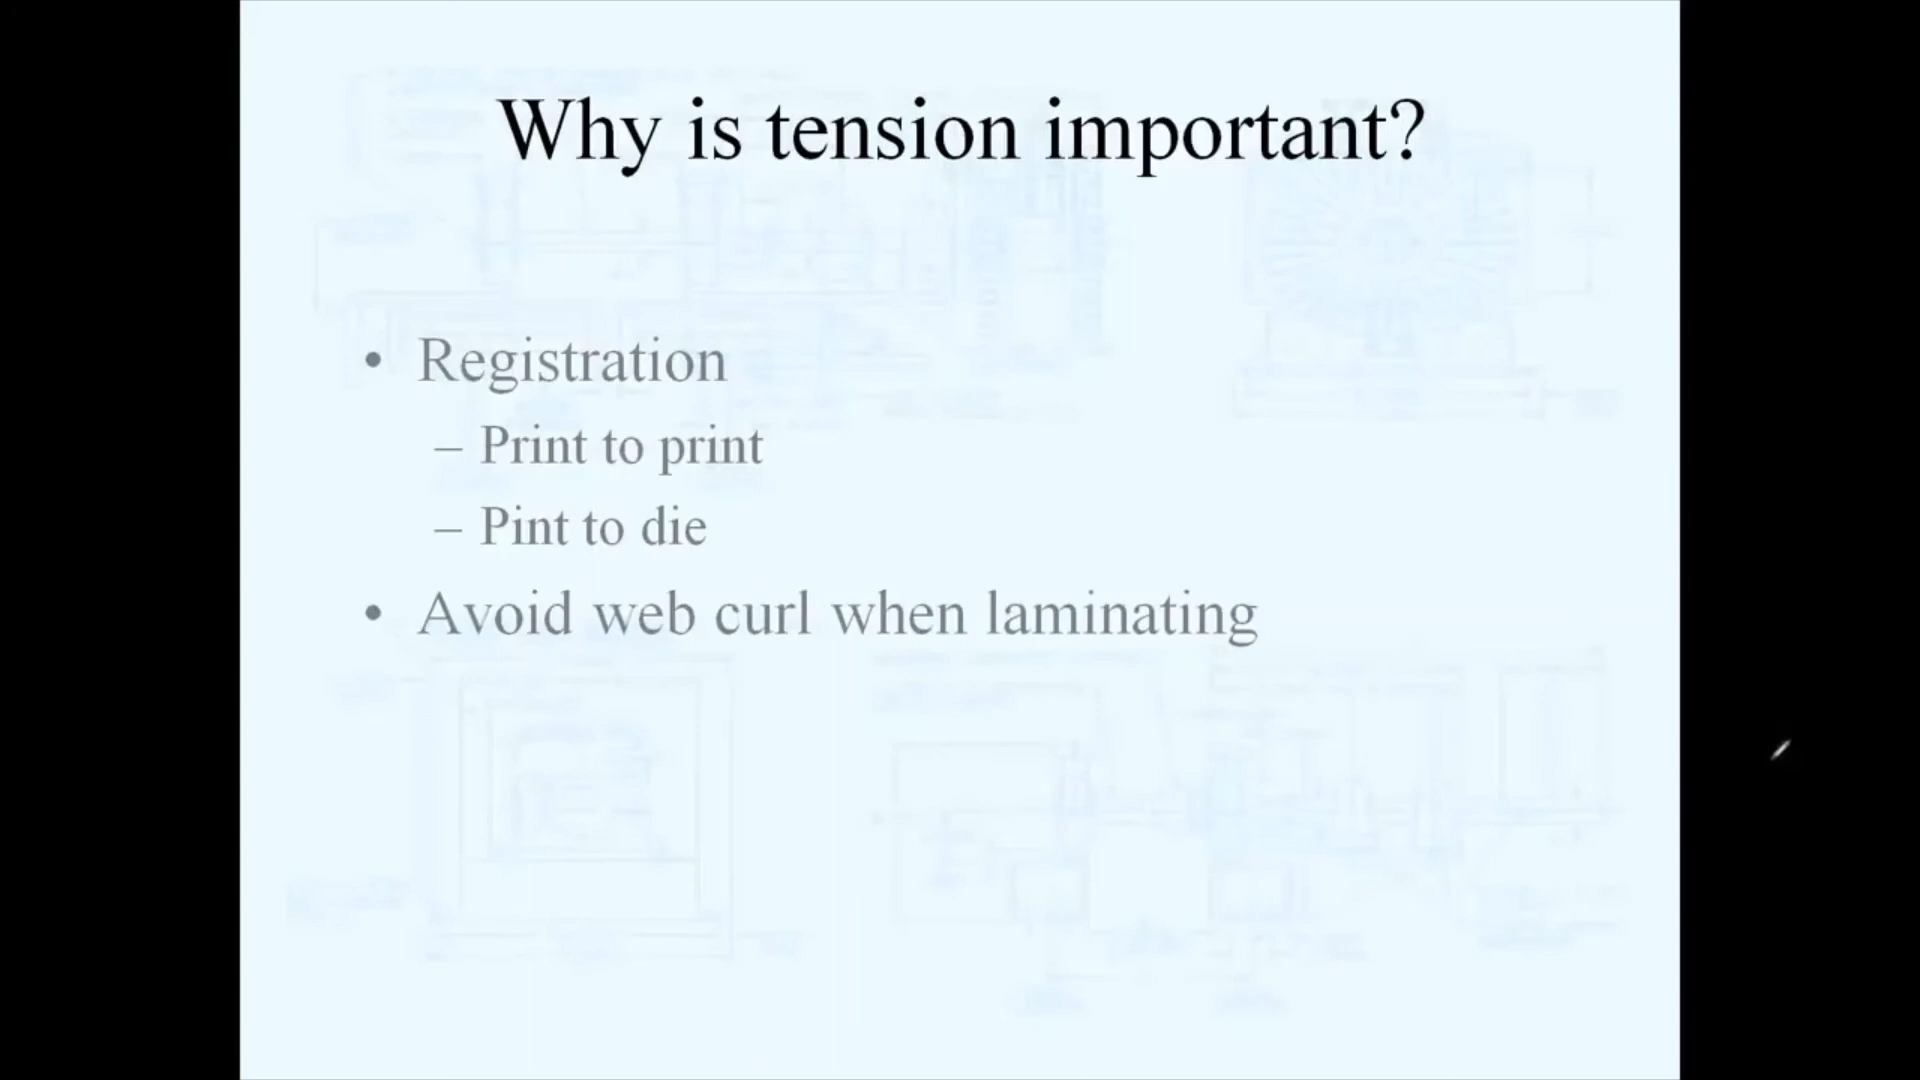 Why is tension important?
• Registration
– Print to print
– Pint to die
• Avoid web curl when laminating